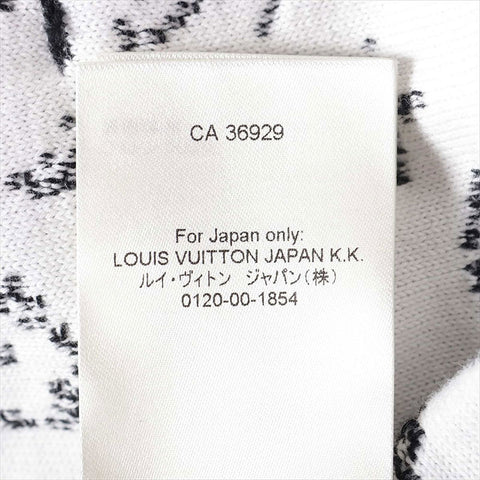 CA 36929
For Japan only:
LOUIS VUITTON JAPAN K.K.
ルイ・ヴィトン ジャパン(株)
0120-00-1854